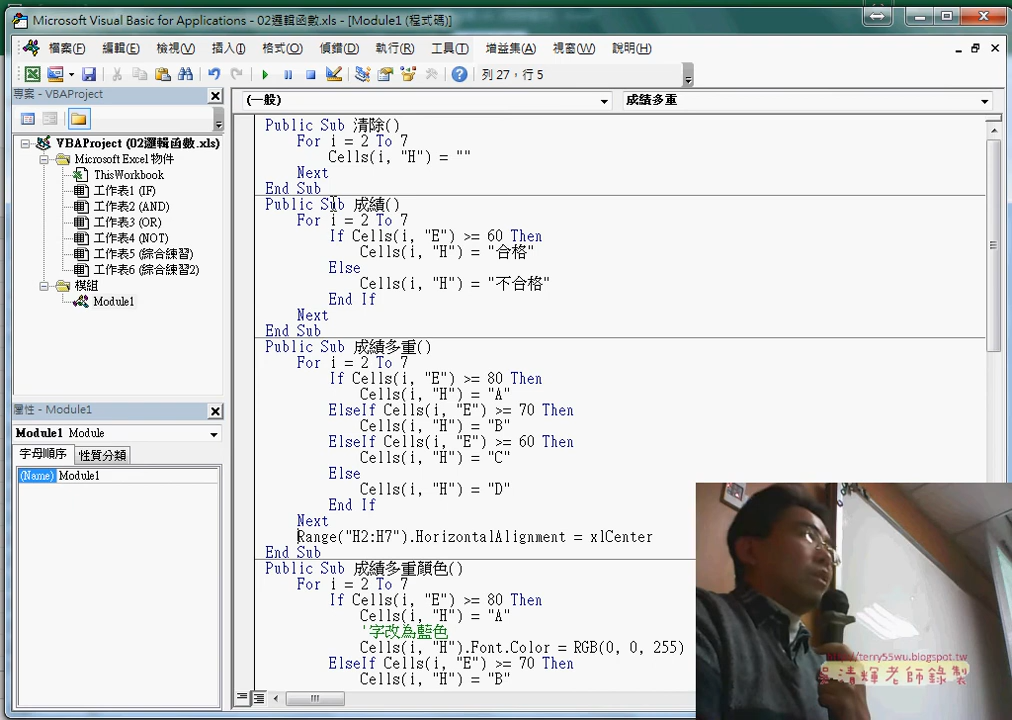 Microsoft Visual Basic for Applications - 02邏輯函數.xls - [Module1 (程式碼)]
檔案(F) 編輯(E) 檢視(V) 插入(I) 格式(O) 偵錯(D) 執行(R) 工具(T) 增益集(A) 視窗(W) 說明(H)
列 27，行 5
專案 - VBAProject
VBAProject (02邏輯函數.xls)
Microsoft Excel 物件
ThisWorkbook
工作表1 (IF)
工作表2 (AND)
工作表3 (OR)
工作表4 (NOT)
工作表5 (綜合練習)
工作表6 (綜合練習2)
模組
Module1
屬性 - Module1
Module1 Module
字母順序 性質分類
(Name) Module1
(一般) 成績多重
Public Sub 清除()
For i = 2 To 7
Cells(i, "H") = ""
Next
End Sub
Public Sub 成績()
For i = 2 To 7
If Cells(i, "E") >= 60 Then
Cells(i, "H") = "合格"
Else
Cells(i, "H") = "不合格"
End If
Next
End Sub
Public Sub 成績多重()
For i = 2 To 7
If Cells(i, "E") >= 80 Then
Cells(i, "H") = "A"
ElseIf Cells(i, "E") >= 70 Then
Cells(i, "H") = "B"
ElseIf Cells(i, "E") >= 60 Then
Cells(i, "H") = "C"
Else
Cells(i, "H") = "D"
End If
Next
Range("H2:H7").HorizontalAlignment = xlCenter
End Sub
Public Sub 成績多重顏色()
For i = 2 To 7
If Cells(i, "E") >= 80 Then
Cells(i, "H") = "A"
'字改為藍色
Cells(i, "H").Font.Color = RGB(0, 0, 255)
ElseIf Cells(i, "E") >= 70 Then
Cells(i, "H") = "B"
http://terry55wu.blogspot.tw
吳清輝老師錄製